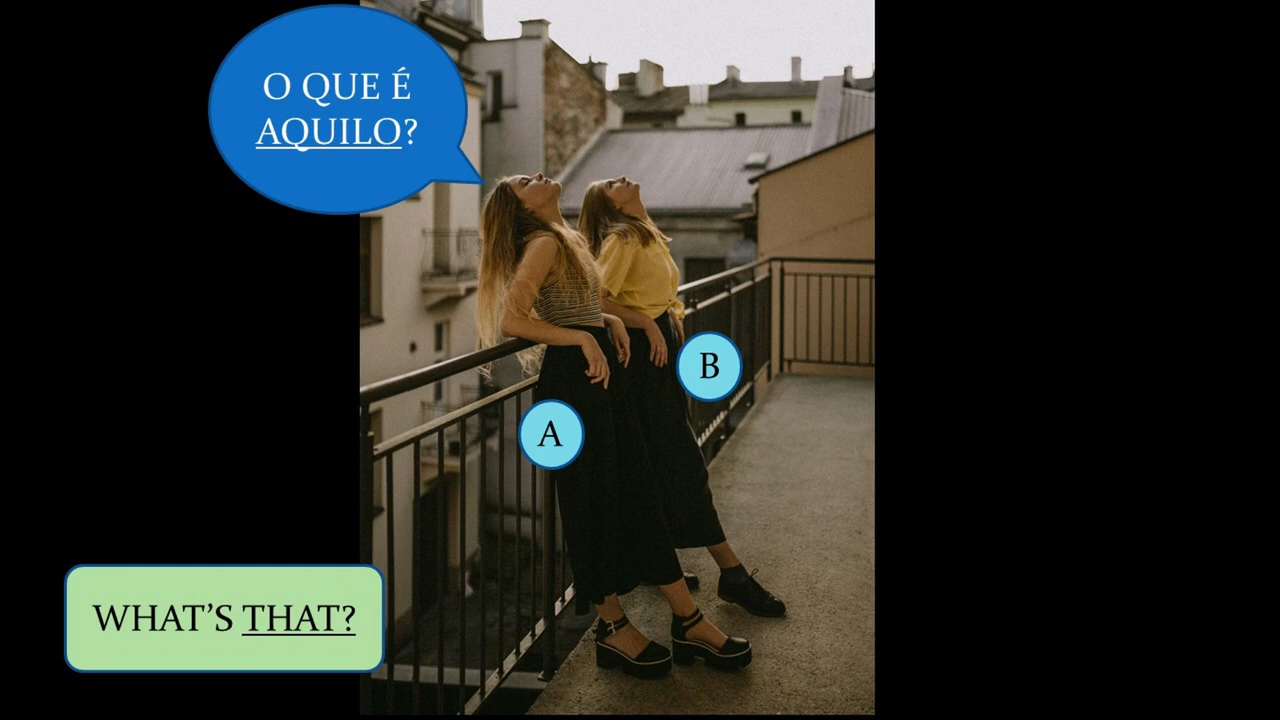 O QUE É
AQUILO?
B
A
WHAT'S THAT?